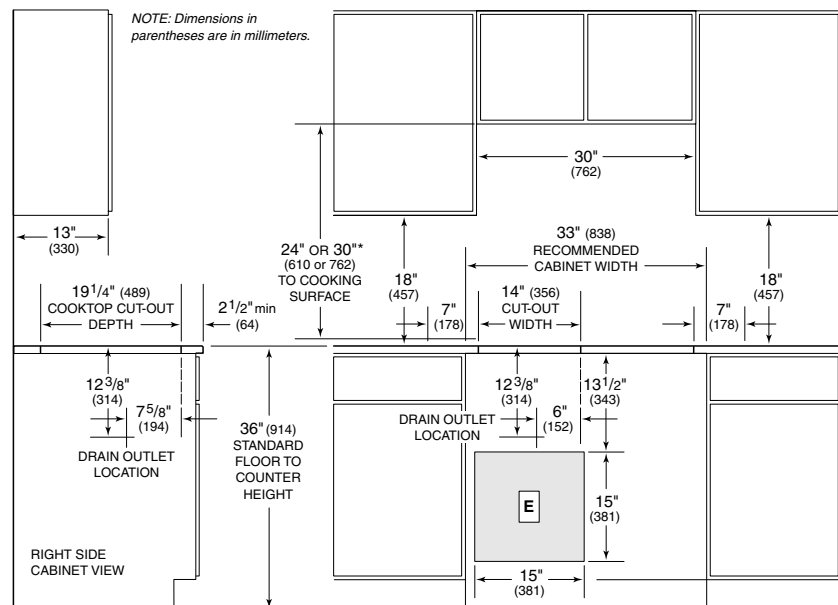 NOTE: Dimensions in
parentheses are in millimeters.
30"
(762)
13"
(330)
24" OR 30"*
(610 or 762)
TO COOKING
SURFACE
18"
(457)
33" (838)
RECOMMENDED
CABINET WIDTH
18"
(457)
19 1/4" (489)
COOKTOP CUT-OUT
DEPTH
2 1/2" min
(64)
7"
(178)
14" (356)
CUT-OUT
WIDTH
7"
(178)
12 3/8"
(314)
7 5/8"
(194)
DRAIN OUTLET
LOCATION
36" (914)
STANDARD
FLOOR TO
COUNTER
HEIGHT
12 3/8"
(314)
13 1/2"
(343)
6"
(152)
DRAIN OUTLET
LOCATION
E
15"
(381)
15"
(381)
RIGHT SIDE
CABINET VIEW